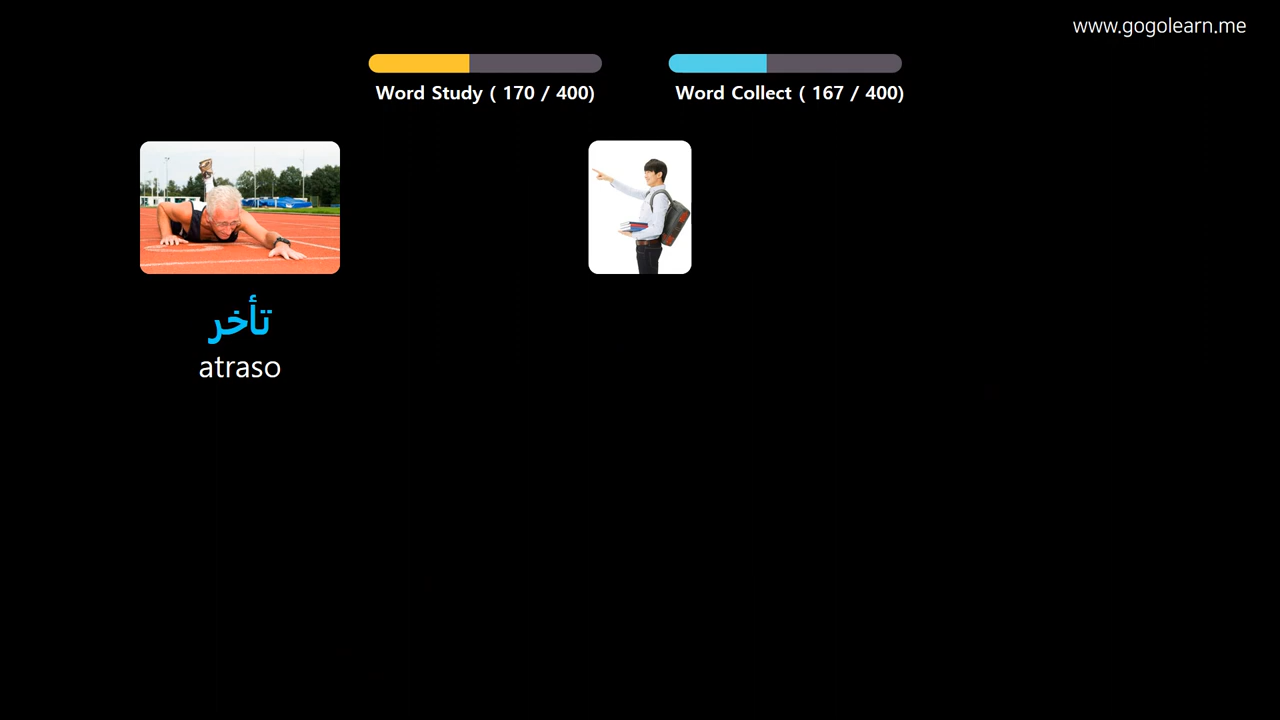 www.gogolearn.me
Word Study ( 170 / 400)
Word Collect ( 167 / 400)
تأخر
atraso